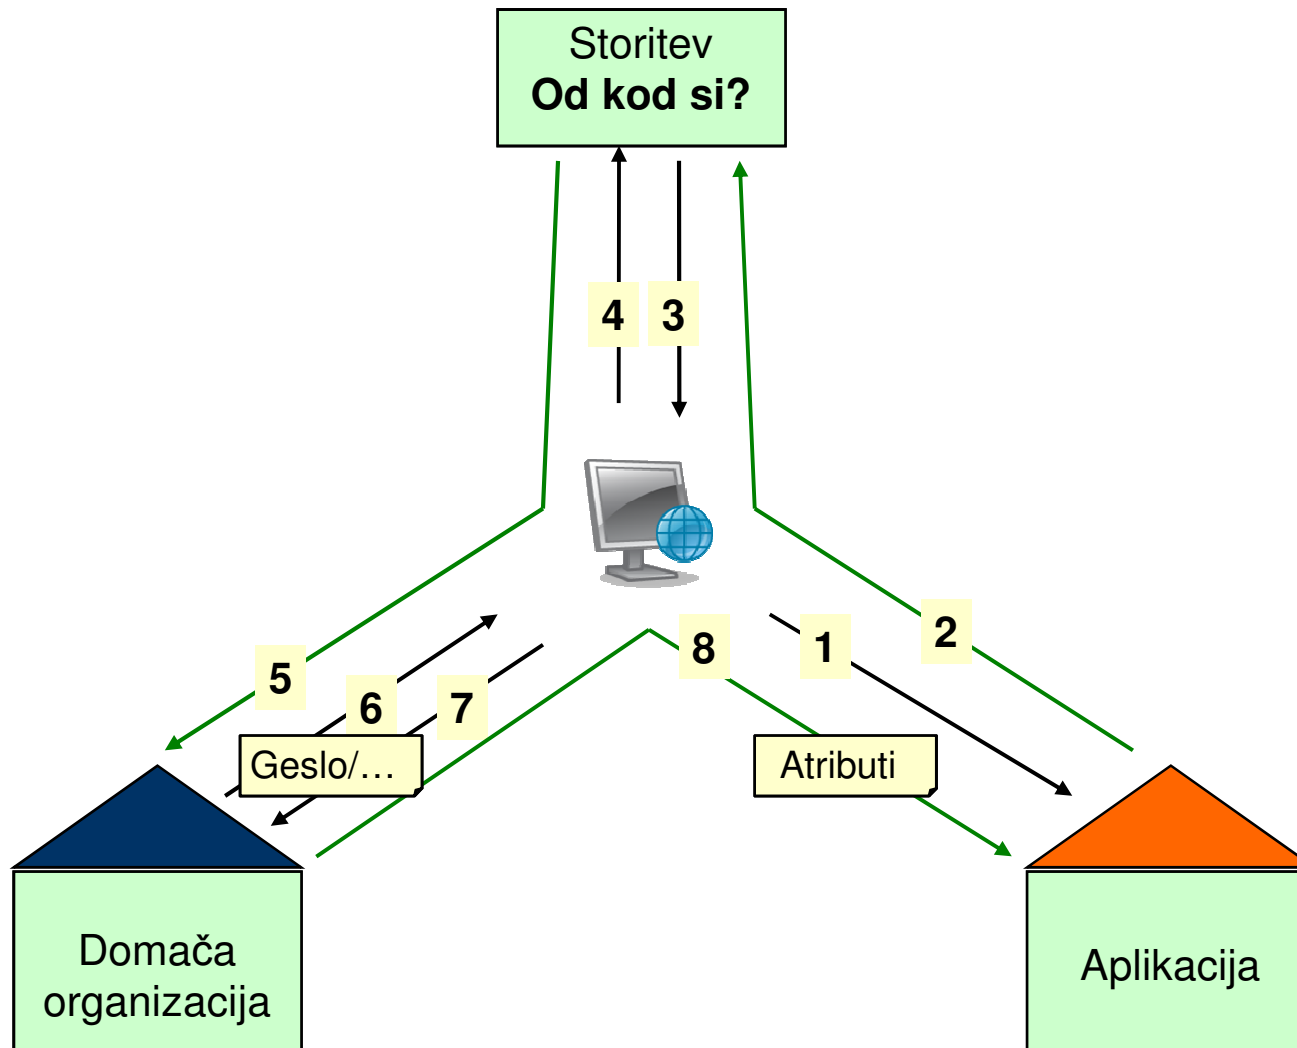 Storitev
Od kod si?
4 3
2
8 1
5
6 7
Geslo/…
Atributi
Domača
organizacija
Aplikacija